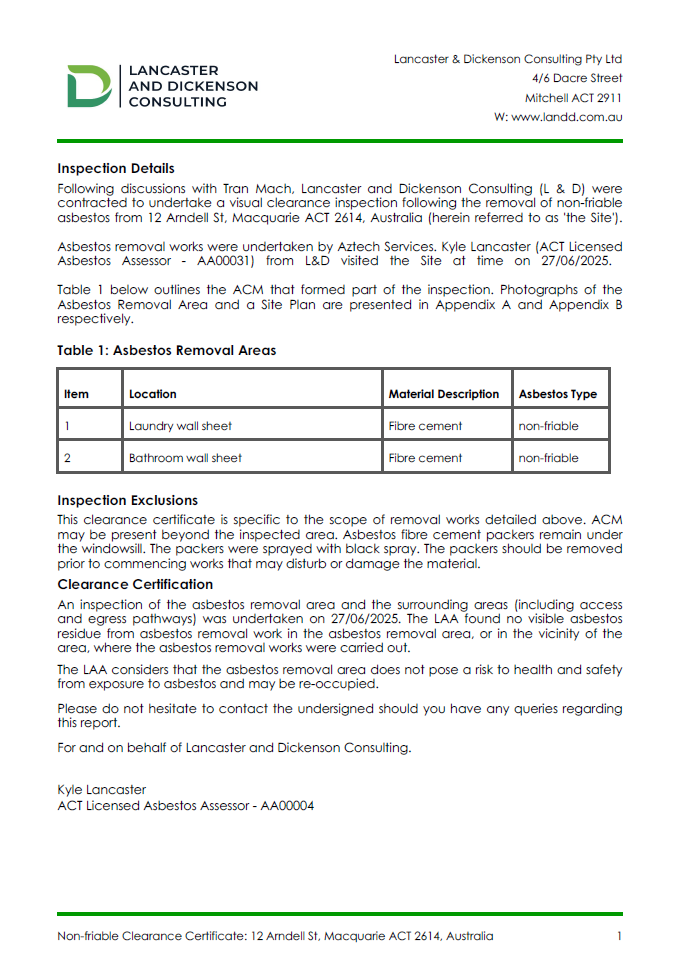 LANCASTER
AND DICKENSON
CONSULTING
Lancaster & Dickenson Consulting Pty Ltd
4/6 Dacre Street
Mitchell ACT 2911
W: www.landd.com.au
Inspection Details
Following discussions with Tran Mach, Lancaster and Dickenson Consulting (L & D) were
contracted to undertake a visual clearance inspection following the removal of non-friable
asbestos from 12 Arndell St, Macquarie ACT 2614, Australia (herein referred to as 'the Site').
Asbestos removal works were undertaken by Aztech Services. Kyle Lancaster (ACT Licensed
Asbestos Assessor - AA00031) from L&D visited the Site at time on 27/06/2025.
Table 1 below outlines the ACM that formed part of the inspection. Photographs of the
Asbestos Removal Area and a Site Plan are presented in Appendix A and Appendix B
respectively.
Table 1: Asbestos Removal Areas
Item Location Material Description Asbestos Type
1 Laundry wall sheet Fibre cement non-friable
2 Bathroom wall sheet Fibre cement non-friable
Inspection Exclusions
This clearance certificate is specific to the scope of removal works detailed above. ACM
may be present beyond the inspected area. Asbestos fibre cement packers remain under
the windowsill. The packers were sprayed with black spray. The packers should be removed
prior to commencing works that may disturb or damage the material.
Clearance Certification
An inspection of the asbestos removal area and the surrounding areas (including access
and egress pathways) was undertaken on 27/06/2025. The LAA found no visible asbestos
residue from asbestos removal work in the asbestos removal area, or in the vicinity of the
area, where the asbestos removal works were carried out.
The LAA considers that the asbestos removal area does not pose a risk to health and safety
from exposure to asbestos and may be re-occupied.
Please do not hesitate to contact the undersigned should you have any queries regarding
this report.
For and on behalf of Lancaster and Dickenson Consulting.
Kyle Lancaster
ACT Licensed Asbestos Assessor - AA00004
Non-friable Clearance Certificate: 12 Arndell St, Macquarie ACT 2614, Australia 1